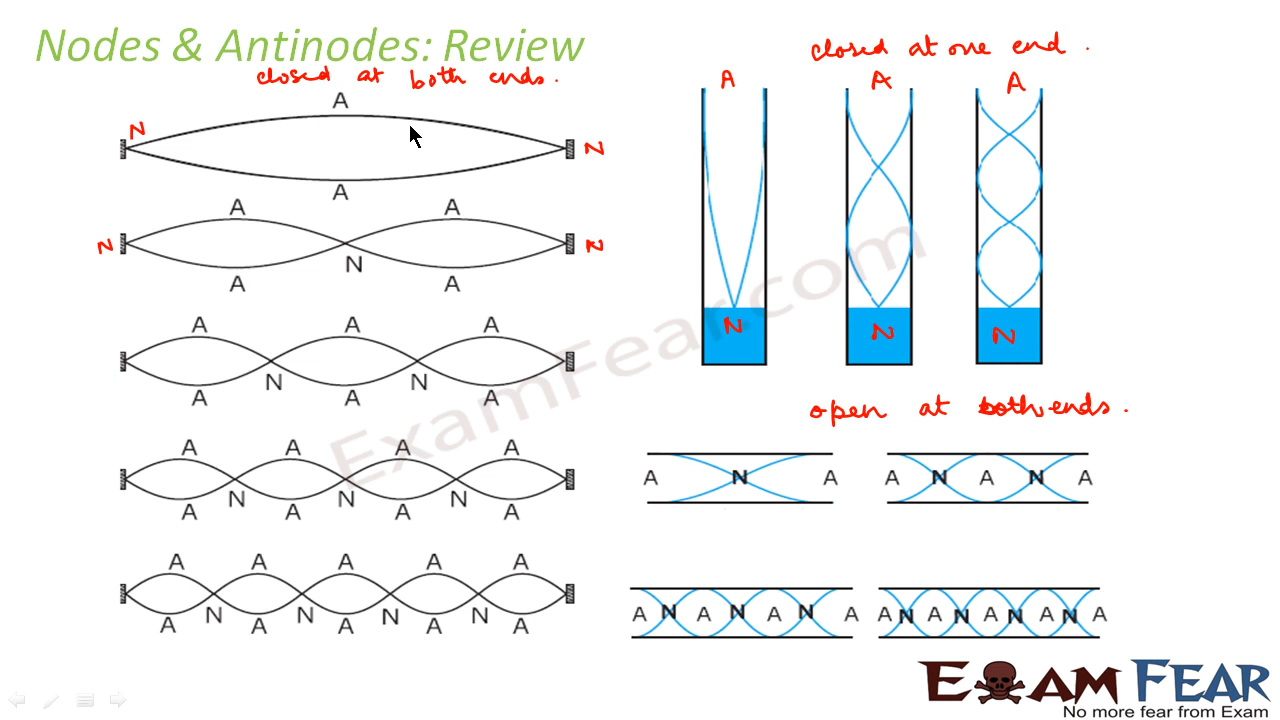 Nodes & Antinodes: Review
closed at both ends.
A
N N
A
A A
N N
N
A A
A A A
N N
A A A
A A A A
N N N
A A A A
A A A A A
N N N N
A A A A A
closed at one end.
A A A
N N N
open at both ends.
A N A A N A N A
A N A N A N A A N A N A N A N A
ExamFear.com
EXAM FEAR
No more fear from Exam